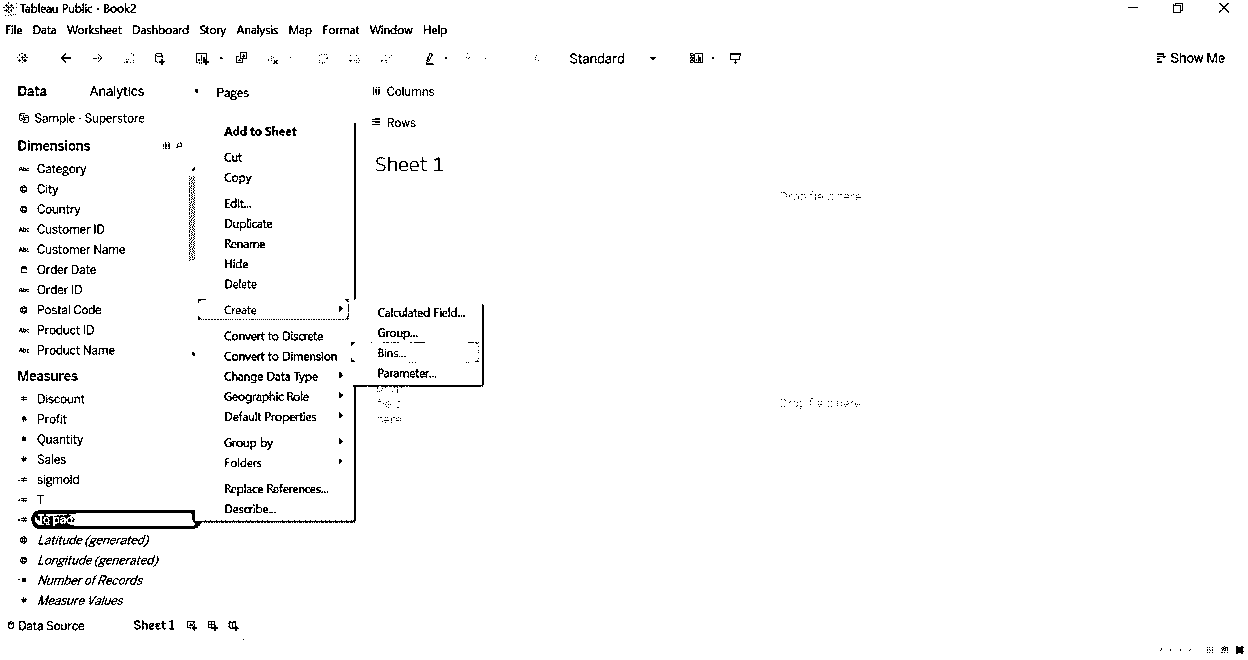 Tableau Public - Book2
File Data Worksheet Dashboard Story Analysis Map Format Window Help
Standard
Show Me
Data Analytics
Pages
Columns
Sample - Superstore
Rows
Dimensions
Sheet 1
Category
City
Country
Customer ID
Customer Name
Order Date
Order ID
Postal Code
Product ID
Product Name
Measures
Discount
Profit
Quantity
Sales
sigmoid
T
To pad
Latitude (generated)
Longitude (generated)
Number of Records
Measure Values
Add to Sheet
Cut
Copy
Edit...
Duplicate
Rename
Hide
Delete
Create
Convert to Discrete
Convert to Dimension
Change Data Type
Geographic Role
Default Properties
Group by
Folders
Replace References...
Describe...
Calculated Field...
Group...
Bins...
Parameter...
Drop field here
field
here
Drop field here
Data Source Sheet 1